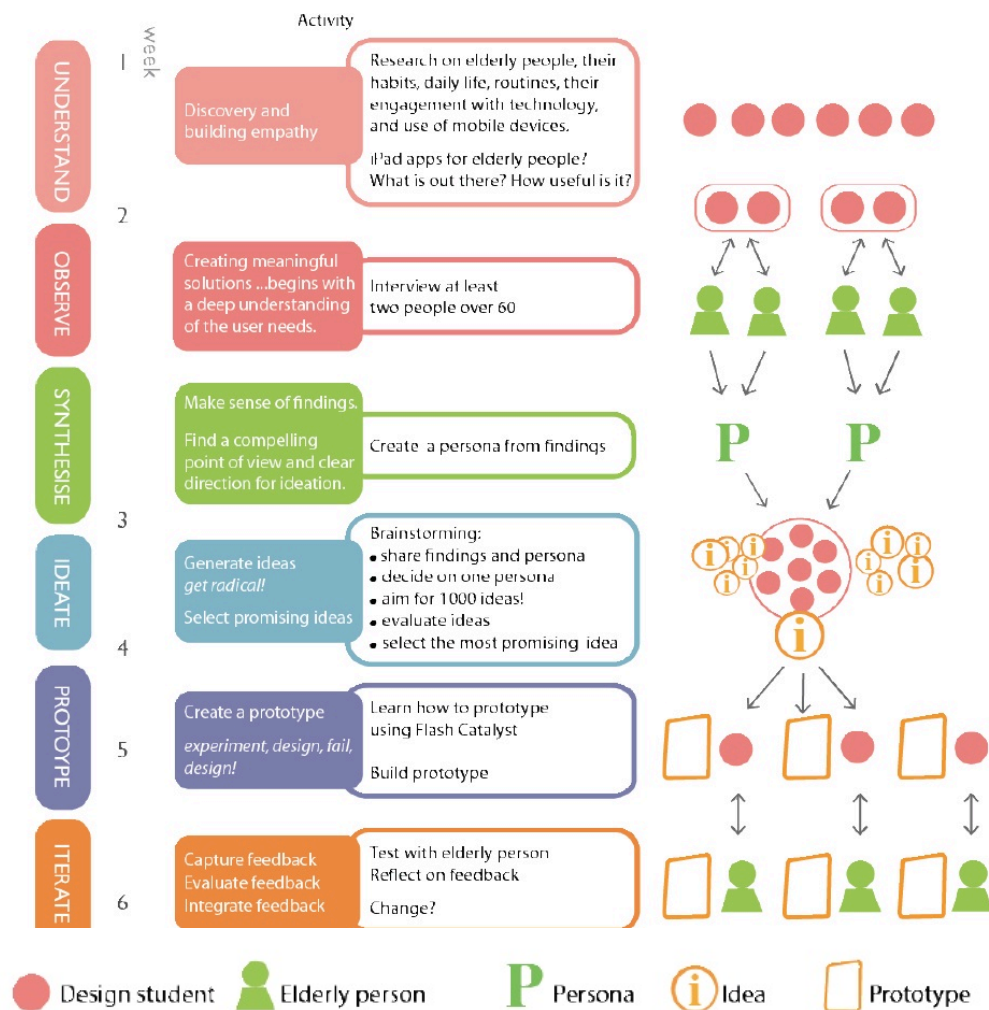 Activity
week
1
2
3
4
5
6
UNDERSTAND
Discovery and
building empathy
Research on elderly people, their
habits, daily life, routines, their
engagement with technology,
and use of mobile devices.
iPad apps for elderly people?
What is out there? How useful is it?
OBSERVE
Creating meaningful
solutions ...begins with
a deep understanding
of the user needs.
Interview at least
two people over 60
SYNTHESISE
Make sense of findings.
Find a compelling
point of view and clear
direction for ideation.
Create a persona from findings
P P
IDEATE
Generate ideas
get radical!
Select promising ideas
Brainstorming:
• share findings and persona
• decide on one persona
• aim for 1000 ideas!
• evaluate ideas
• select the most promising idea
i i i i i i i i i i
i
PROTOYPE
Create a prototype
experiment, design, fail,
design!
Learn how to prototype
using Flash Catalyst
Build prototype
ITERATE
Capture feedback
Evaluate feedback
Integrate feedback
Test with elderly person
Reflect on feedback
Change?
Design student
Elderly person
P Persona
i Idea
Prototype